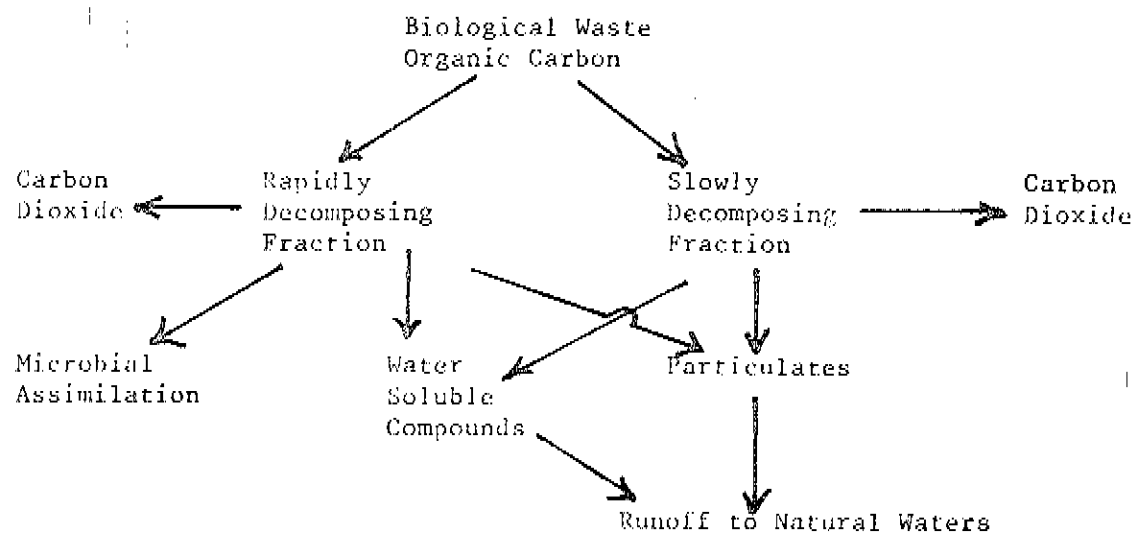 Biological Waste
Organic Carbon
Carbon
Dioxide
Rapidly
Decomposing
Fraction
Slowly
Decomposing
Fraction
Carbon
Dioxide
Microbial
Assimilation
Water
Soluble
Compounds
Particulates
Runoff to Natural Waters